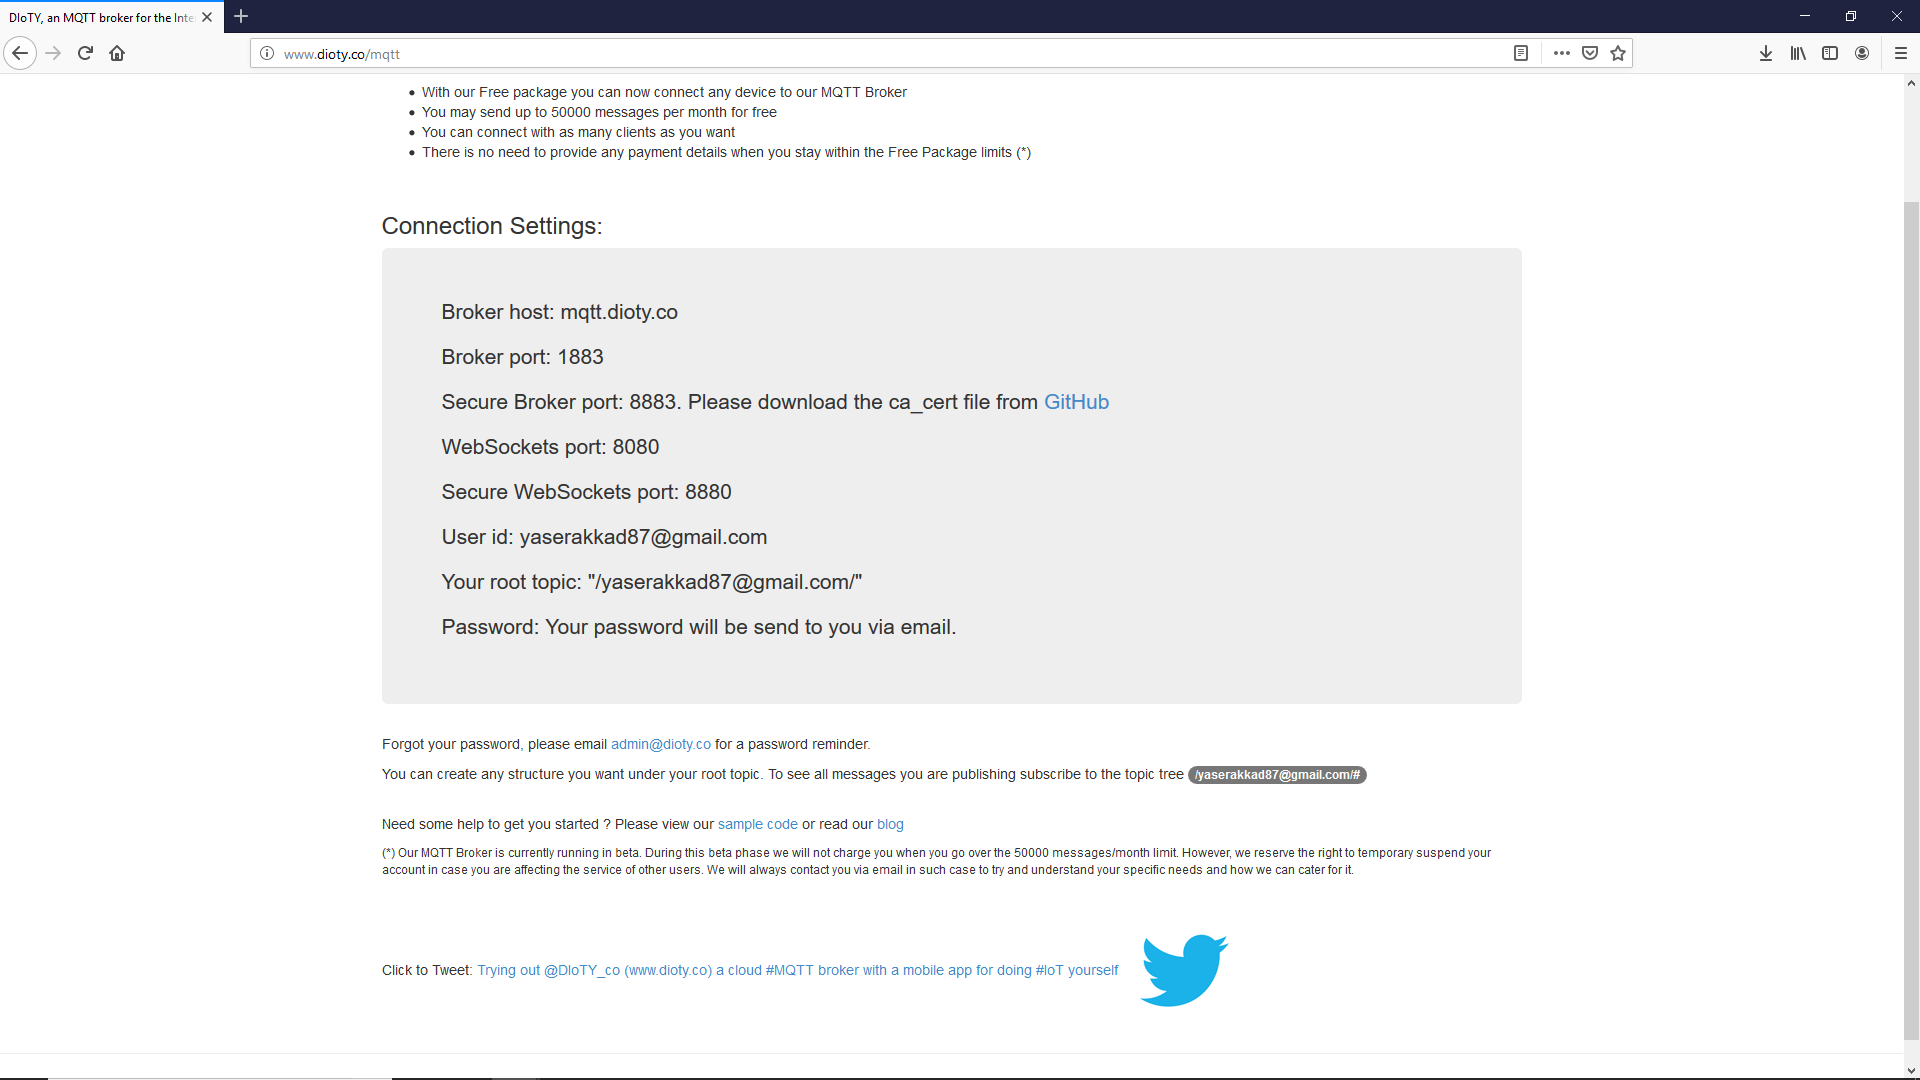 DIoTY, an MQTT broker for the Inte
www.dioty.co/mqtt
With our Free package you can now connect any device to our MQTT Broker
You may send up to 50000 messages per month for free
You can connect with as many clients as you want
There is no need to provide any payment details when you stay within the Free Package limits (*)
Connection Settings:
Broker host: mqtt.dioty.co
Broker port: 1883
Secure Broker port: 8883. Please download the ca_cert file from GitHub
WebSockets port: 8080
Secure WebSockets port: 8880
User id: yaserakkad87@gmail.com
Your root topic: "/yaserakkad87@gmail.com/"
Password: Your password will be send to you via email.
Forgot your password, please email admin@dioty.co for a password reminder.
You can create any structure you want under your root topic. To see all messages you are publishing subscribe to the topic tree /yaserakkad87@gmail.com/#
Need some help to get you started ? Please view our sample code or read our blog
(*) Our MQTT Broker is currently running in beta. During this beta phase we will not charge you when you go over the 50000 messages/month limit. However, we reserve the right to temporary suspend your
account in case you are affecting the service of other users. We will always contact you via email in such case to try and understand your specific needs and how we can cater for it.
Click to Tweet: Trying out @DIoTY_co (www.dioty.co) a cloud #MQTT broker with a mobile app for doing #IoT yourself